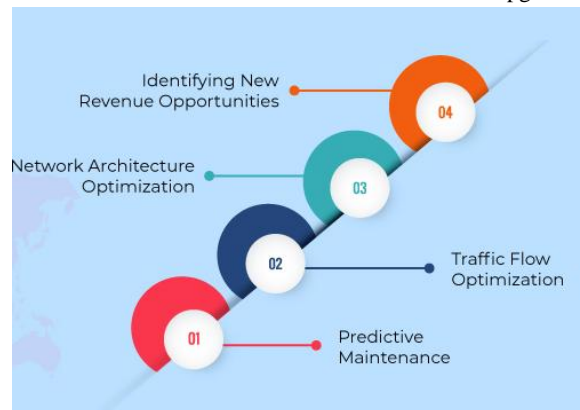 Identifying New
Revenue Opportunities
04
Network Architecture
Optimization
03
02
Traffic Flow
Optimization
01
Predictive
Maintenance